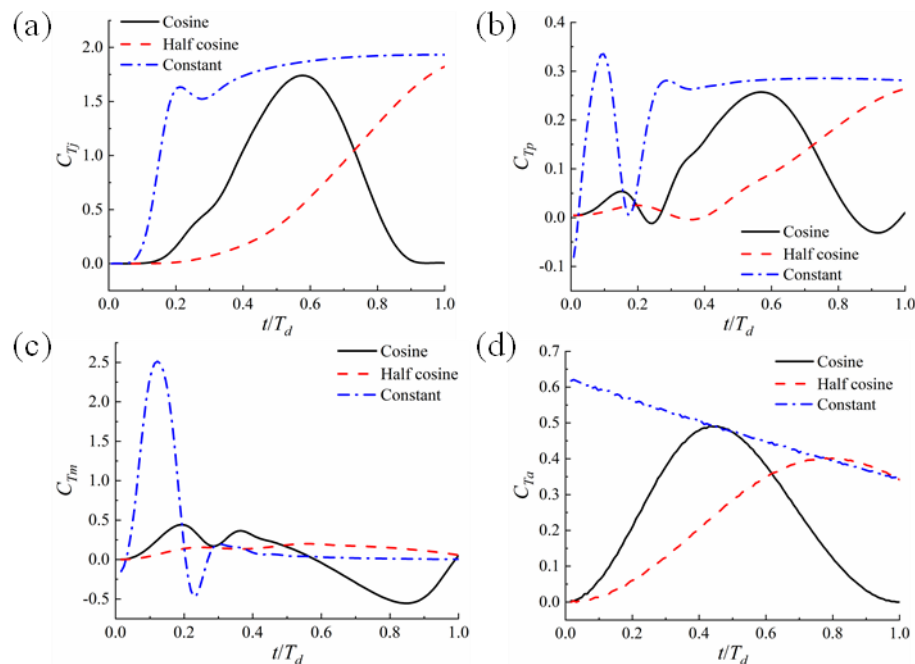 (a)
Cosine
Half cosine
Constant
2.0
1.5
1.0
0.5
0.0
C_Tj
0.0 0.2 0.4 0.6 0.8 1.0
t/T_d
(b)
0.4
0.3
0.2
0.1
0.0
-0.1
C_Tp
Cosine
Half cosine
Constant
0.0 0.2 0.4 0.6 0.8 1.0
t/T_d
(c)
2.5
2.0
1.5
1.0
0.5
0.0
-0.5
C_Tm
Cosine
Half cosine
Constant
0.0 0.2 0.4 0.6 0.8 1.0
t/T_d
(d)
0.7
0.6
0.5
0.4
0.3
0.2
0.1
0.0
C_Ta
Cosine
Half cosine
Constant
0.0 0.2 0.4 0.6 0.8 1.0
t/T_d